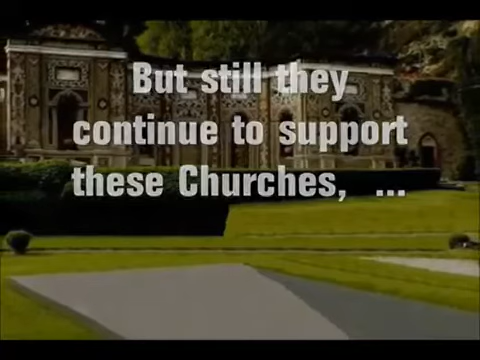 But still they
continue to support
these Churches, ...